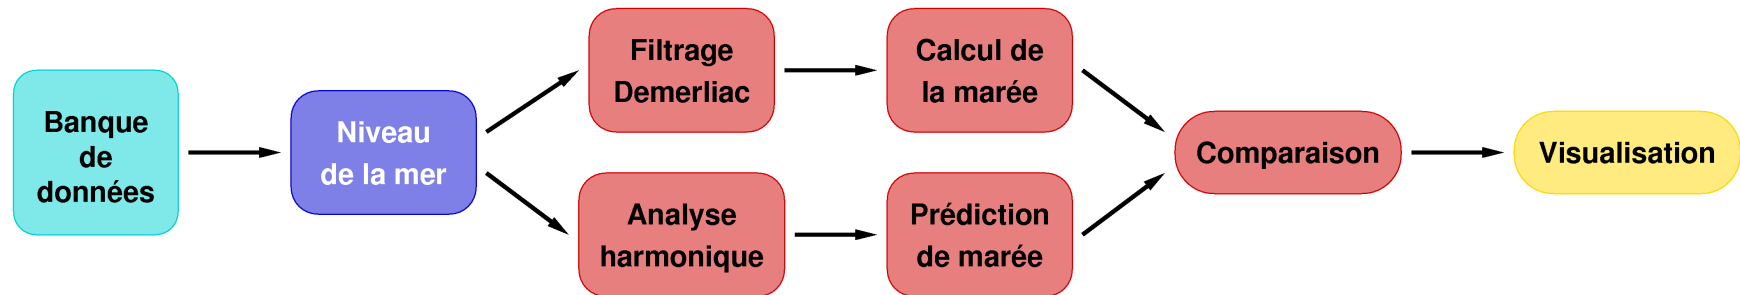 Banque
de
données
Niveau
de la mer
Filtrage
Demerliac
Calcul de
la marée
Analyse
harmonique
Prédiction
de marée
Comparaison
Visualisation